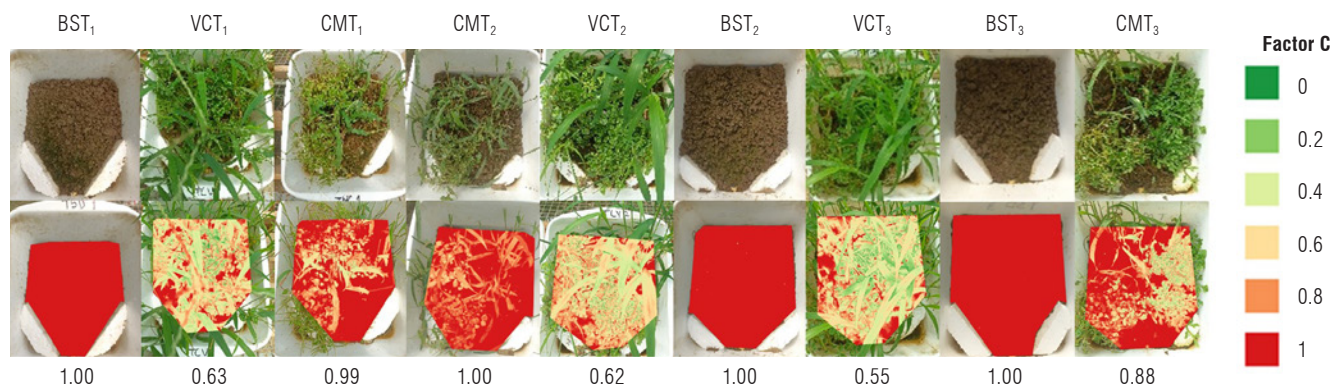 BST₁ VCT₁ CMT₁ CMT₂ VCT₂ BST₂ VCT₃ BST₃ CMT₃
Factor C
0
0.2
0.4
0.6
0.8
1
1.00 0.63 0.99 1.00 0.62 1.00 0.55 1.00 0.88